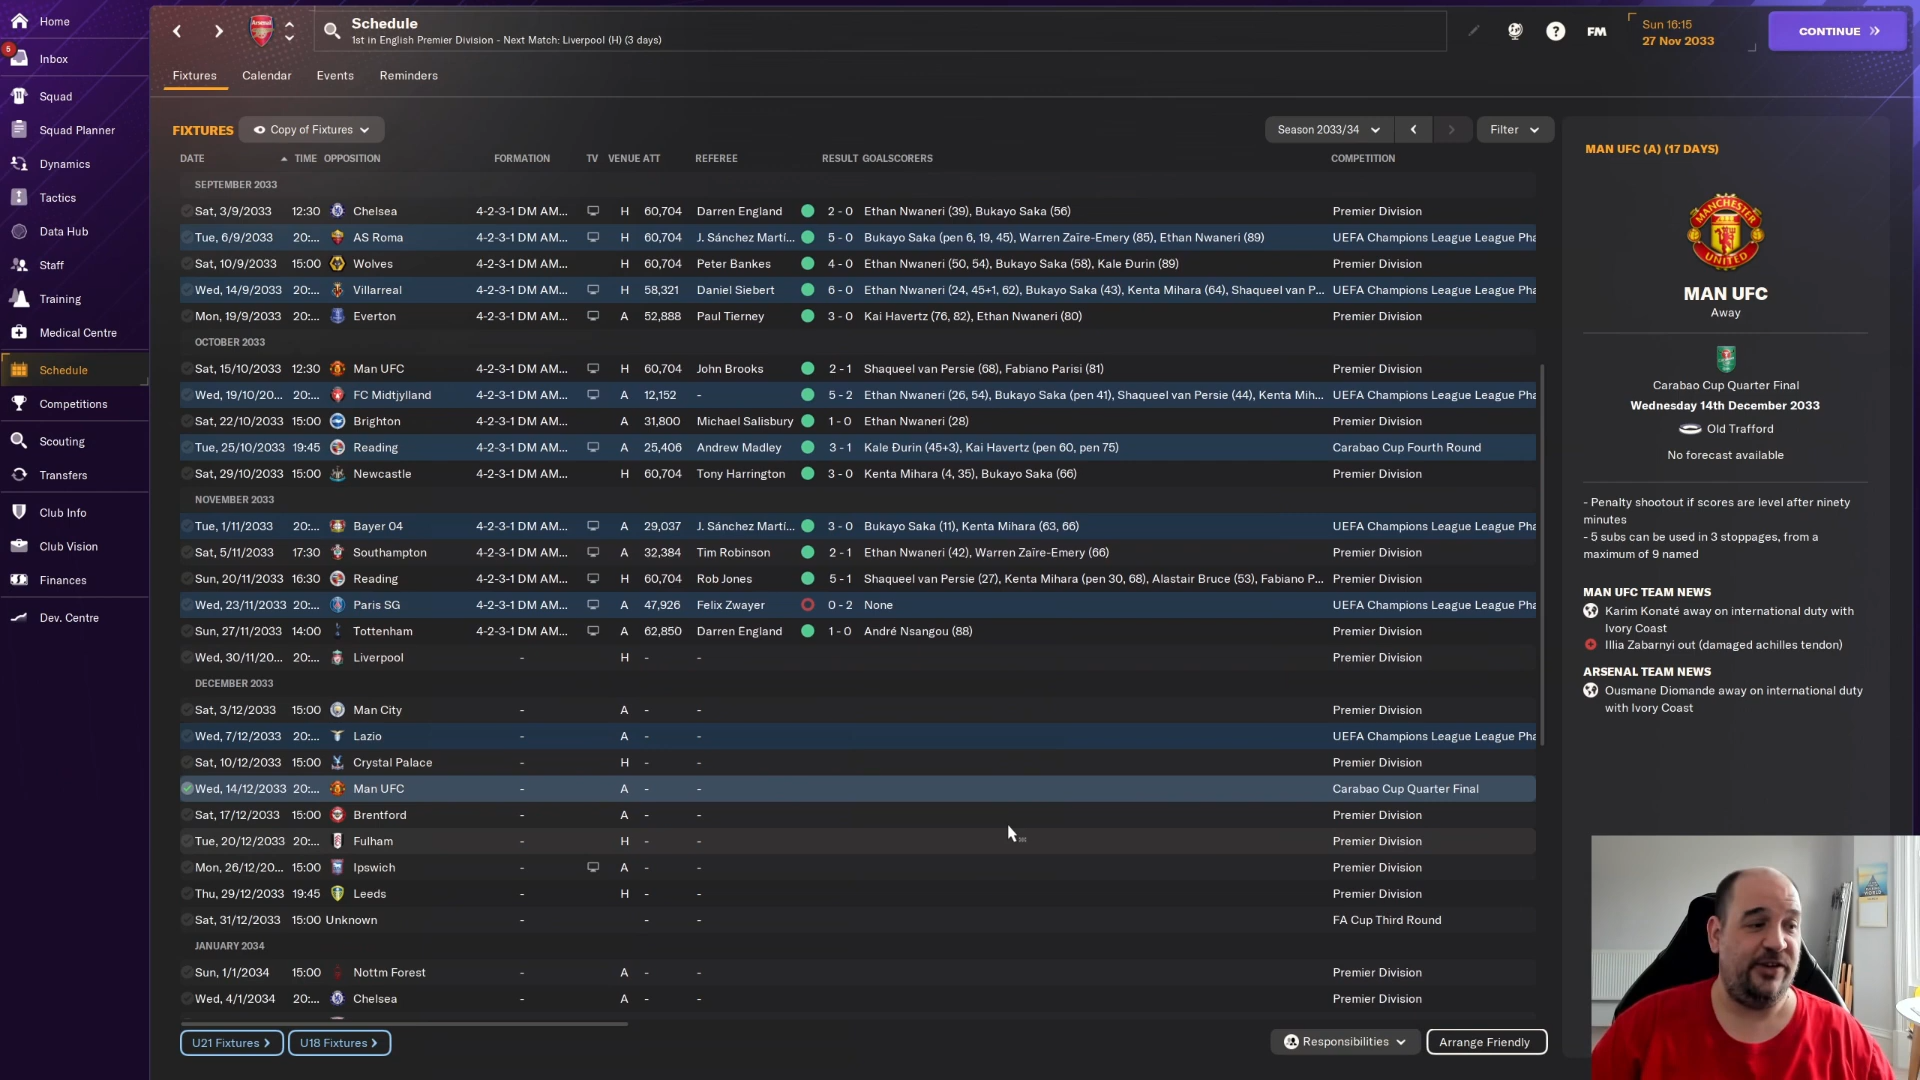 Home
5
Inbox
Squad
Squad Planner
Dynamics
Tactics
Data Hub
Staff
Training
Medical Centre
Schedule
Competitions
Scouting
Transfers
Club Info
Club Vision
Finances
Dev. Centre
Arsenal
Schedule
1st in English Premier Division - Next Match: Liverpool (H) (3 days)
? FM
Sun 16:15
27 Nov 2033
CONTINUE
Fixtures Calendar Events Reminders
FIXTURES Copy of Fixtures Season 2033/34 Filter
DATE TIME OPPOSITION FORMATION TV VENUE ATT REFEREE RESULT GOALSCORERS COMPETITION
SEPTEMBER 2033
Sat, 3/9/2033 12:30 Chelsea 4-2-3-1 DM AM... H 60,704 Darren England 2 - 0 Ethan Nwaneri (39), Bukayo Saka (56) Premier Division
Tue, 6/9/2033 20:... AS Roma 4-2-3-1 DM AM... H 60,704 J. Sánchez Martí... 5 - 0 Bukayo Saka (pen 6, 19, 45), Warren Zaïre-Emery (85), Ethan Nwaneri (89) UEFA Champions League League Pha
Sat, 10/9/2033 15:00 Wolves 4-2-3-1 DM AM... H 60,704 Peter Bankes 4 - 0 Ethan Nwaneri (50, 54), Bukayo Saka (58), Kale Đurin (89) Premier Division
Wed, 14/9/2033 20:... Villarreal 4-2-3-1 DM AM... H 58,321 Daniel Siebert 6 - 0 Ethan Nwaneri (24, 45+1, 62), Bukayo Saka (43), Kenta Mihara (64), Shaqueel van P... UEFA Champions League League Pha
Mon, 19/9/2033 20:... Everton 4-2-3-1 DM AM... A 52,888 Paul Tierney 3 - 0 Kai Havertz (76, 82), Ethan Nwaneri (80) Premier Division
OCTOBER 2033
Sat, 15/10/2033 12:30 Man UFC 4-2-3-1 DM AM... H 60,704 John Brooks 2 - 1 Shaqueel van Persie (68), Fabiano Parisi (81) Premier Division
Wed, 19/10/20... 20:... FC Midtjylland 4-2-3-1 DM AM... A 12,152 - 5 - 2 Ethan Nwaneri (26, 54), Bukayo Saka (pen 41), Shaqueel van Persie (44), Kenta Mih... UEFA Champions League League Pha
Sat, 22/10/2033 15:00 Brighton 4-2-3-1 DM AM... A 31,800 Michael Salisbury 1 - 0 Ethan Nwaneri (28) Premier Division
Tue, 25/10/2033 19:45 Reading 4-2-3-1 DM AM... A 25,406 Andrew Madley 3 - 1 Kale Đurin (45+3), Kai Havertz (pen 60, pen 75) Carabao Cup Fourth Round
Sat, 29/10/2033 15:00 Newcastle 4-2-3-1 DM AM... H 60,704 Tony Harrington 3 - 0 Kenta Mihara (4, 35), Bukayo Saka (66) Premier Division
NOVEMBER 2033
Tue, 1/11/2033 20:... Bayer 04 4-2-3-1 DM AM... A 29,037 J. Sánchez Martí... 3 - 0 Bukayo Saka (11), Kenta Mihara (63, 66) UEFA Champions League League Pha
Sat, 5/11/2033 17:30 Southampton 4-2-3-1 DM AM... A 32,384 Tim Robinson 2 - 1 Ethan Nwaneri (42), Warren Zaïre-Emery (66) Premier Division
Sun, 20/11/2033 16:30 Reading 4-2-3-1 DM AM... H 60,704 Rob Jones 5 - 1 Shaqueel van Persie (27), Kenta Mihara (pen 30, 68), Alastair Bruce (53), Fabiano P... Premier Division
Wed, 23/11/2033 20:... Paris SG 4-2-3-1 DM AM... A 47,926 Felix Zwayer 0 - 2 None UEFA Champions League League Pha
Sun, 27/11/2033 14:00 Tottenham 4-2-3-1 DM AM... A 62,850 Darren England 1 - 0 André Nsangou (88) Premier Division
Wed, 30/11/20... 20:... Liverpool - H - - Premier Division
DECEMBER 2033
Sat, 3/12/2033 15:00 Man City - A - - Premier Division
Wed, 7/12/2033 20:... Lazio - A - - UEFA Champions League League Pha
Sat, 10/12/2033 15:00 Crystal Palace - H - - Premier Division
Wed, 14/12/2033 20:... Man UFC - A - - Carabao Cup Quarter Final
Sat, 17/12/2033 15:00 Brentford - A - - Premier Division
Tue, 20/12/2033 20:... Fulham - H - - Premier Division
Mon, 26/12/20... 15:00 Ipswich - A - - Premier Division
Thu, 29/12/2033 19:45 Leeds - H - - Premier Division
Sat, 31/12/2033 15:00 Unknown - - - FA Cup Third Round
JANUARY 2034
Sun, 1/1/2034 15:00 Nottm Forest - A - - Premier Division
Wed, 4/1/2034 20:... Chelsea - A - - Premier Division
U21 Fixtures U18 Fixtures Responsibilities Arrange Friendly
MAN UFC (A) (17 DAYS)
MANCHESTER
UNITED
MAN UFC
Away
Carabao Cup Quarter Final
Wednesday 14th December 2033
Old Trafford
No forecast available
- Penalty shootout if scores are level after ninety
minutes
- 5 subs can be used in 3 stoppages, from a
maximum of 9 named
MAN UFC TEAM NEWS
Karim Konaté away on international duty with
Ivory Coast
Illia Zabarnyi out (damaged achilles tendon)
ARSENAL TEAM NEWS
Ousmane Diomande away on international duty
with Ivory Coast